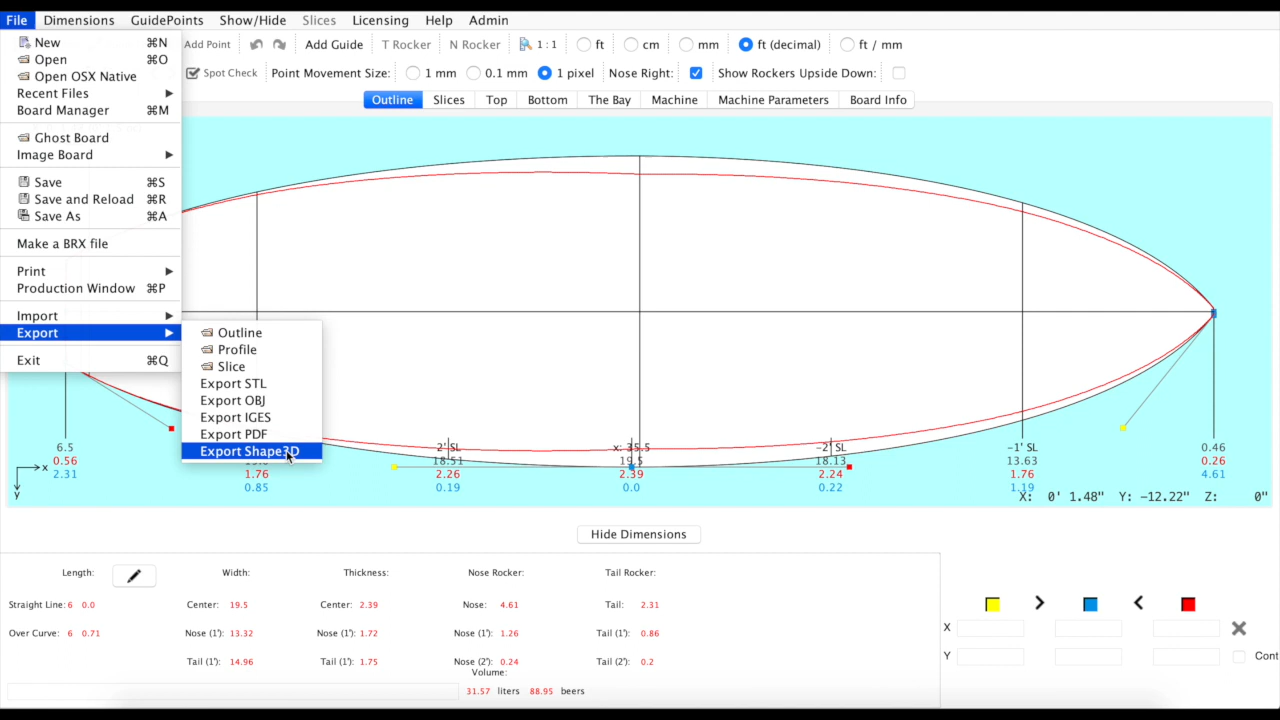 File Dimensions GuidePoints Show/Hide Slices Licensing Help Admin
New ⌘N
Add Point Add Guide T Rocker N Rocker 1 : 1 ft cm mm ft (decimal) ft / mm
Open ⌘O
Open OSX Native
Spot Check Point Movement Size: 1 mm 0.1 mm 1 pixel Nose Right: Show Rockers Upside Down:
Recent Files
Board Manager ⌘M
Outline Slices Top Bottom The Bay Machine Machine Parameters Board Info
Ghost Board
Image Board
Save ⌘S
Save and Reload ⌘R
Save As ⌘A
Make a BRX file
Print
Production Window ⌘P
Import
Export
Exit ⌘Q
Outline
Profile
Slice
Export STL
Export OBJ
Export IGES
Export PDF
Export Shape3D
2' SL x: 35.5 -2' SL -1' SL
6.5 18.51 19.5 18.13 13.63 0.46
0.56 1.76 2.26 2.39 2.24 1.76 0.26
2.31 0.85 0.19 0.0 0.22 1.19 4.61
x
y
X: 0' 1.48" Y: -12.22" Z: 0"
Hide Dimensions
Length: Width: Thickness: Nose Rocker: Tail Rocker:
Straight Line: 6 0.0 Center: 19.5 Center: 2.39 Nose: 4.61 Tail: 2.31
Over Curve: 6 0.71 Nose (1'): 13.32 Nose (1'): 1.72 Nose (1'): 1.26 Tail (1'): 0.86
Tail (1'): 14.96 Tail (1'): 1.75 Nose (2'): 0.24 Tail (2'): 0.2
Volume:
31.57 liters 88.95 beers
X
Y Cont